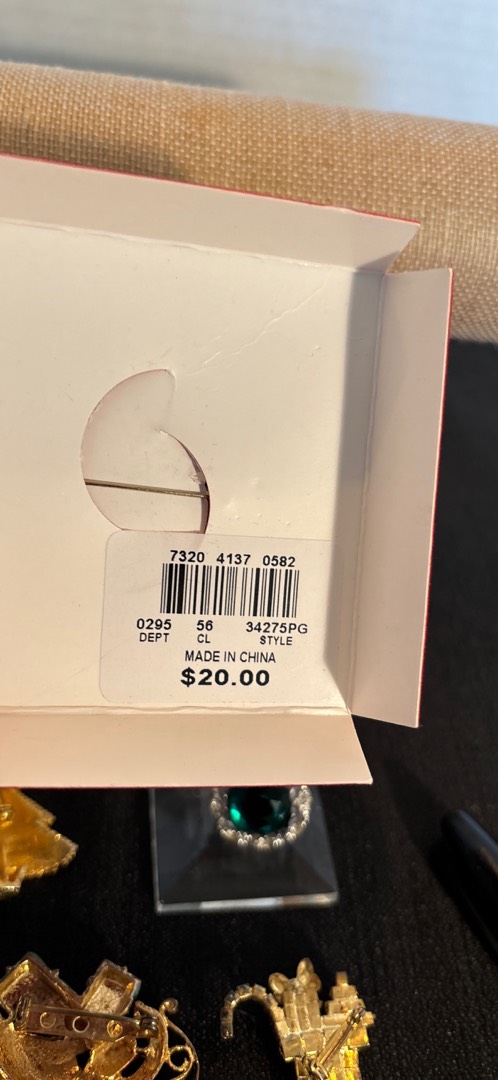 7320 4137 0582
0295 56 34275PG
DEPT CL STYLE
MADE IN CHINA
$20.00